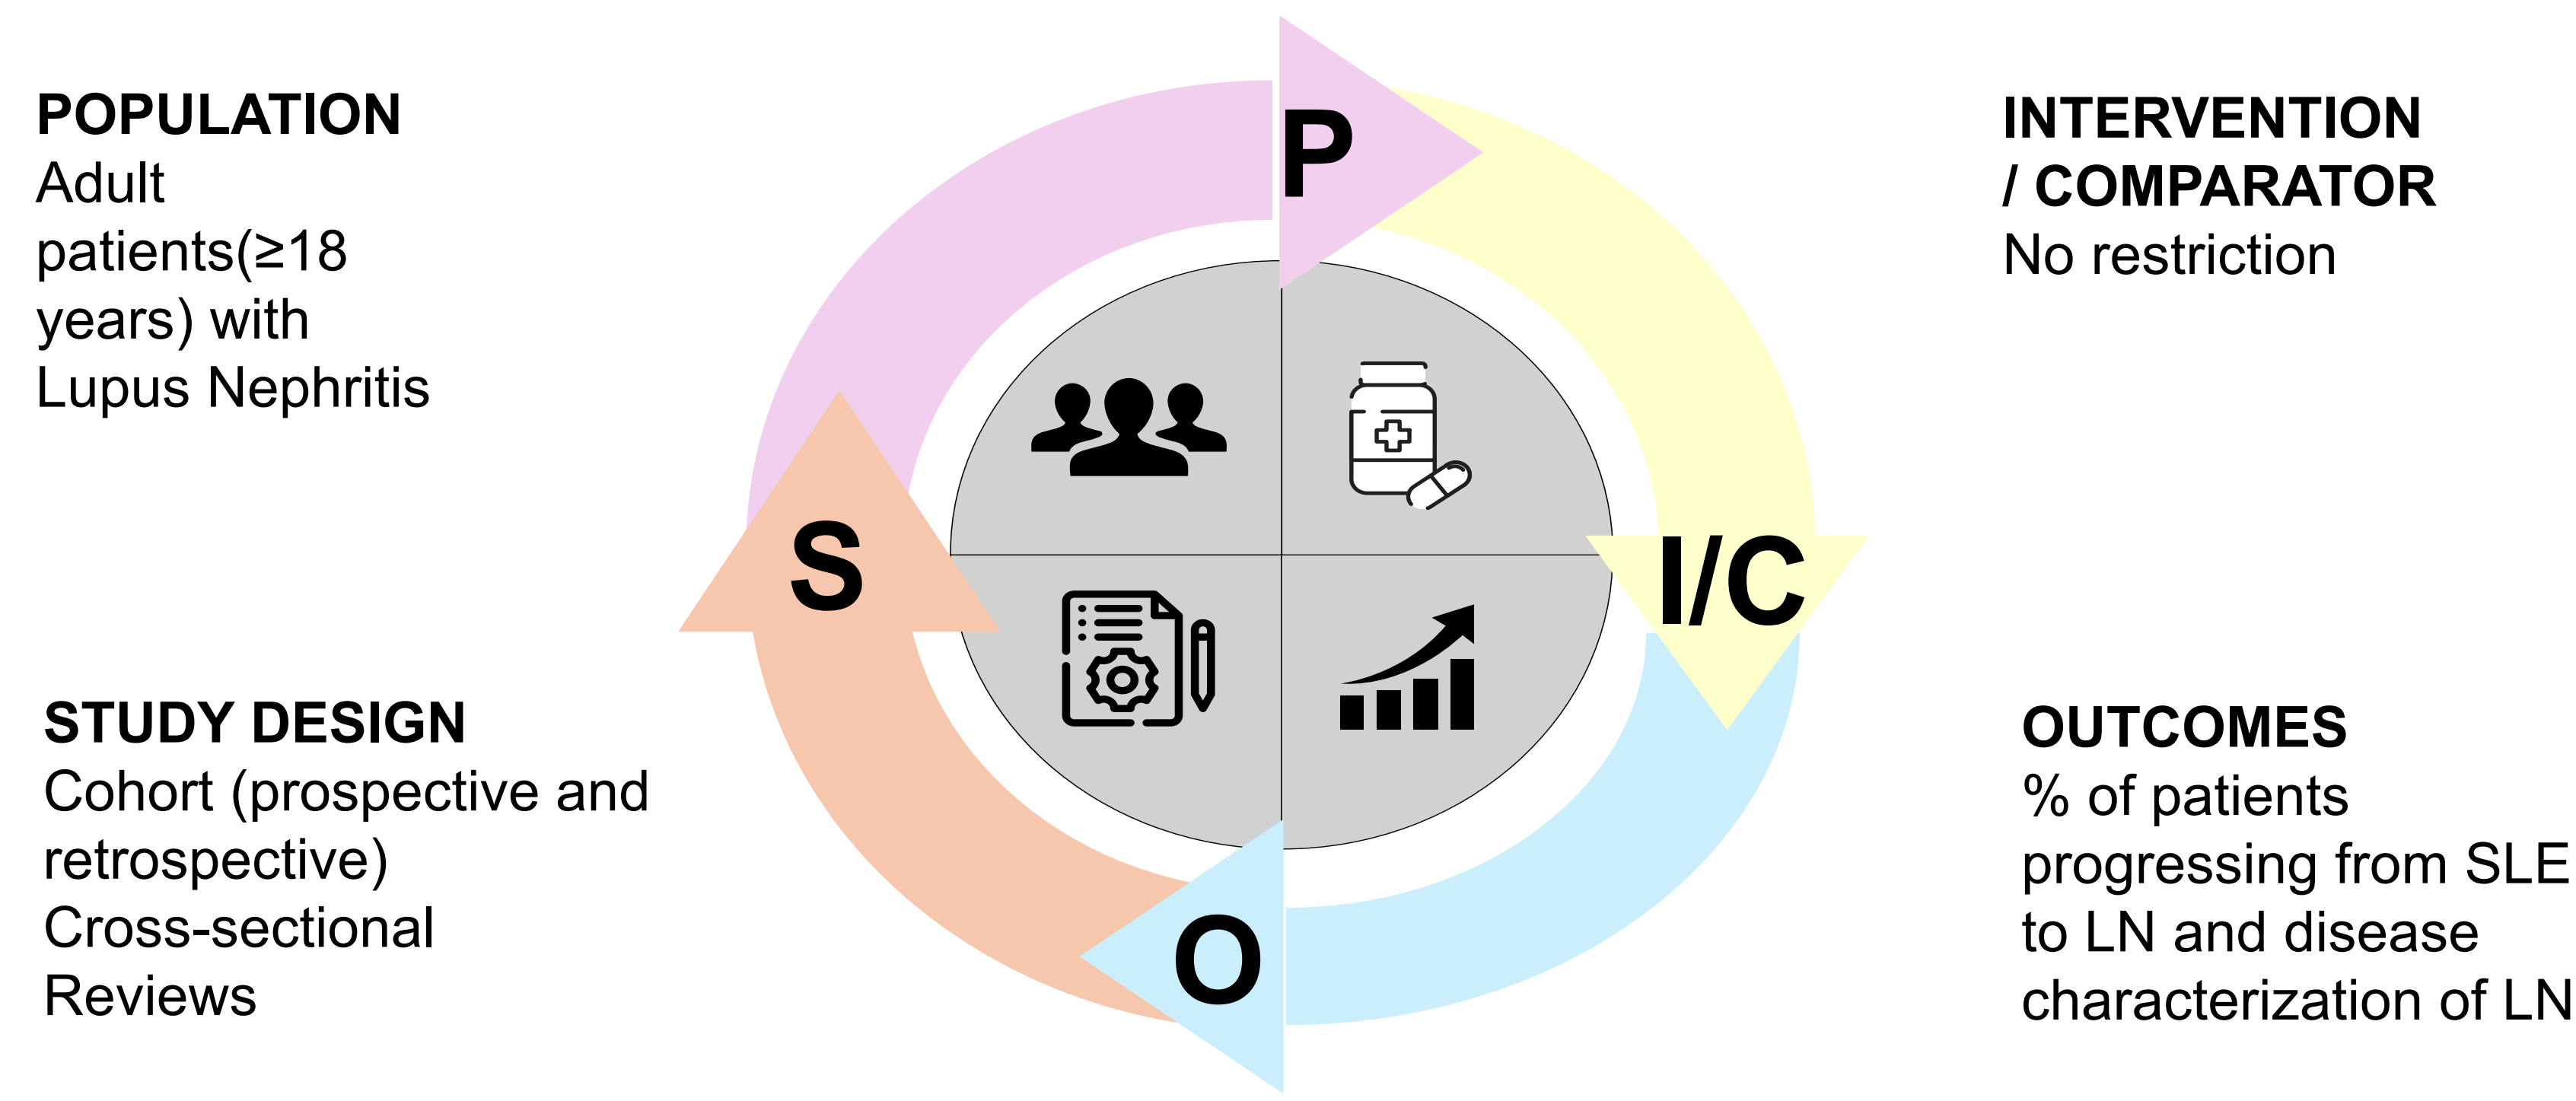 POPULATION
Adult
patients(≥18
years) with
Lupus Nephritis
P
INTERVENTION
/ COMPARATOR
No restriction
S
I/C
STUDY DESIGN
Cohort (prospective and
retrospective)
Cross-sectional
Reviews
O
OUTCOMES
% of patients
progressing from SLE
to LN and disease
characterization of LN